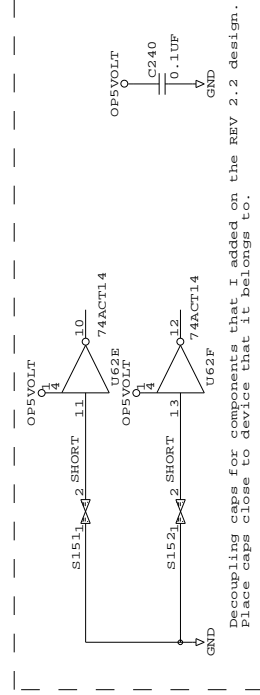 OP5VOLT
1
4
11
10
74ACT14
U62E
S151
1
2
SHORT
OP5VOLT
1
4
13
12
74ACT14
U62F
S152
1
2
SHORT
GND
OP5VOLT
C240
0.1UF
GND
Decoupling caps for components that I added on the REV 2.2 design.
Place caps close to device that it belongs to.